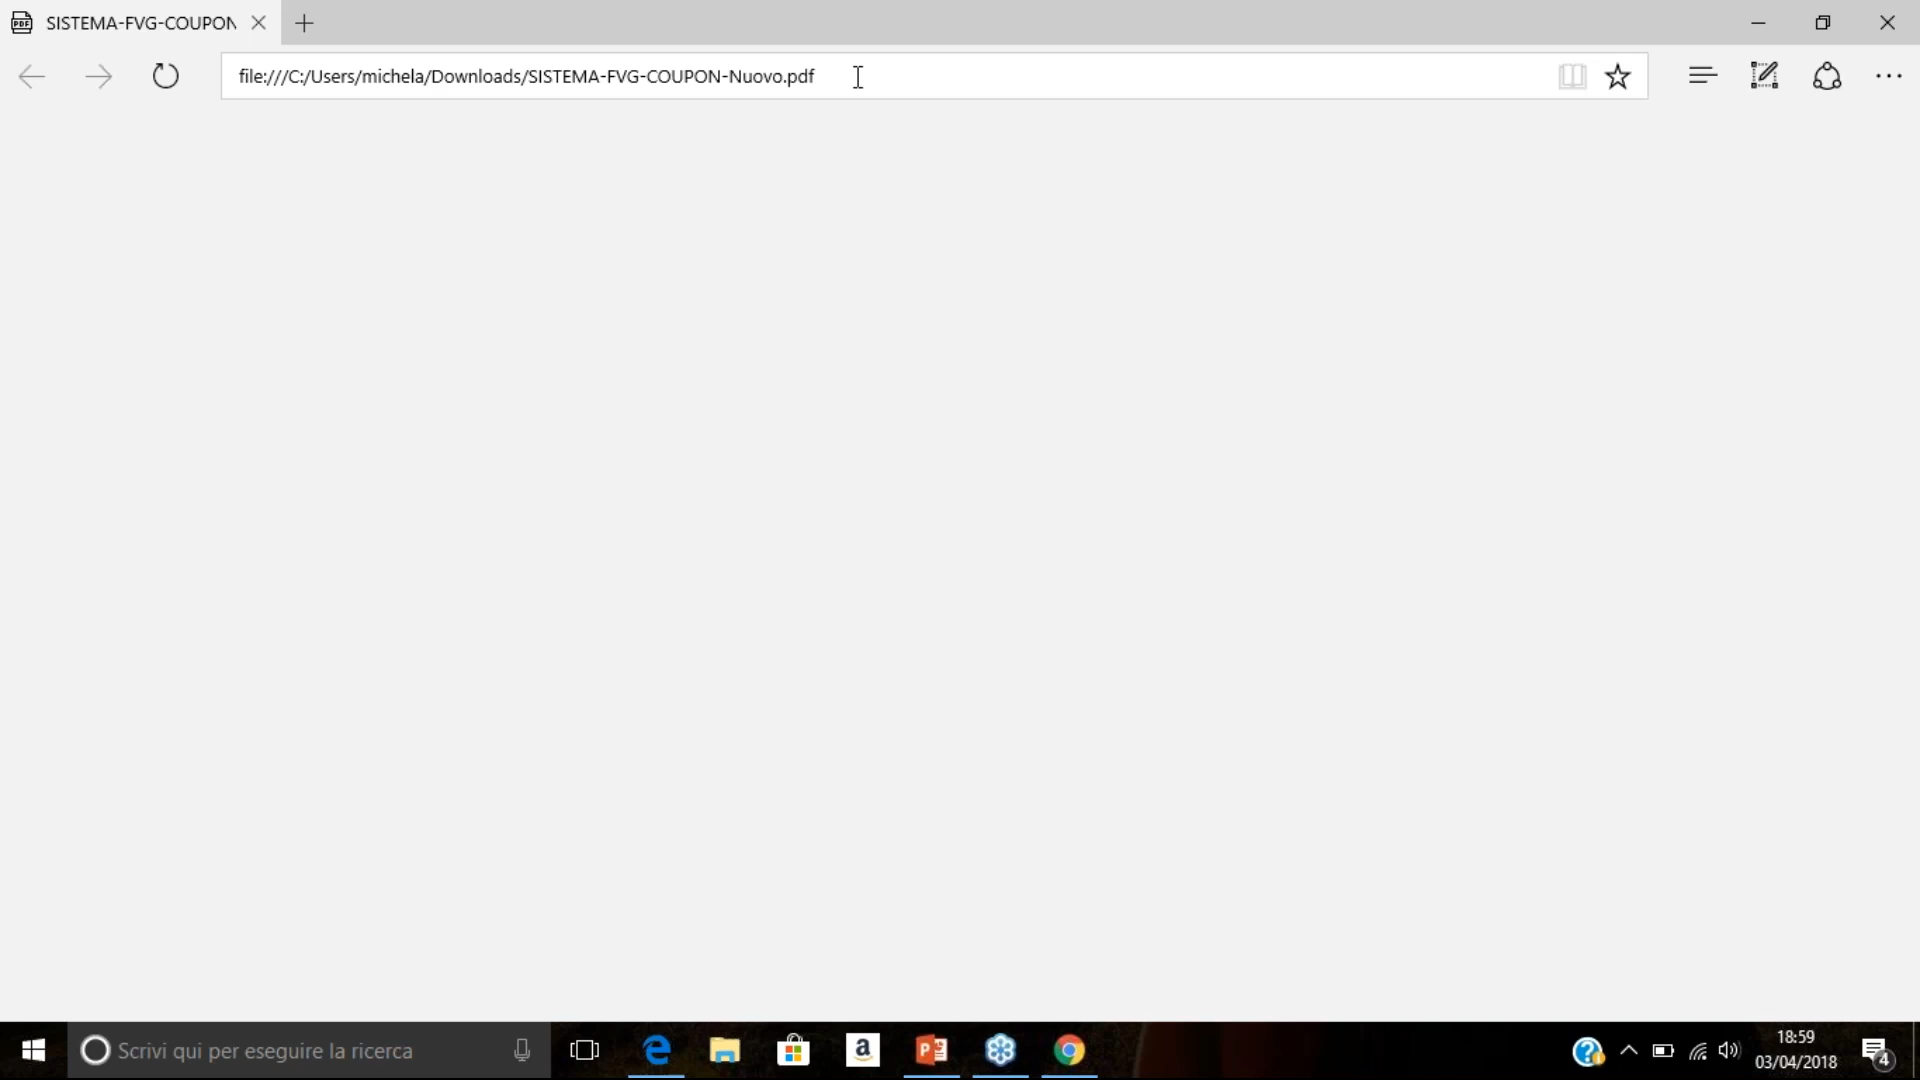 SISTEMA-FVG-COUPON
file:///C:/Users/michela/Downloads/SISTEMA-FVG-COUPON-Nuovo.pdf
Scrivi qui per eseguire la ricerca
18:59
03/04/2018
4